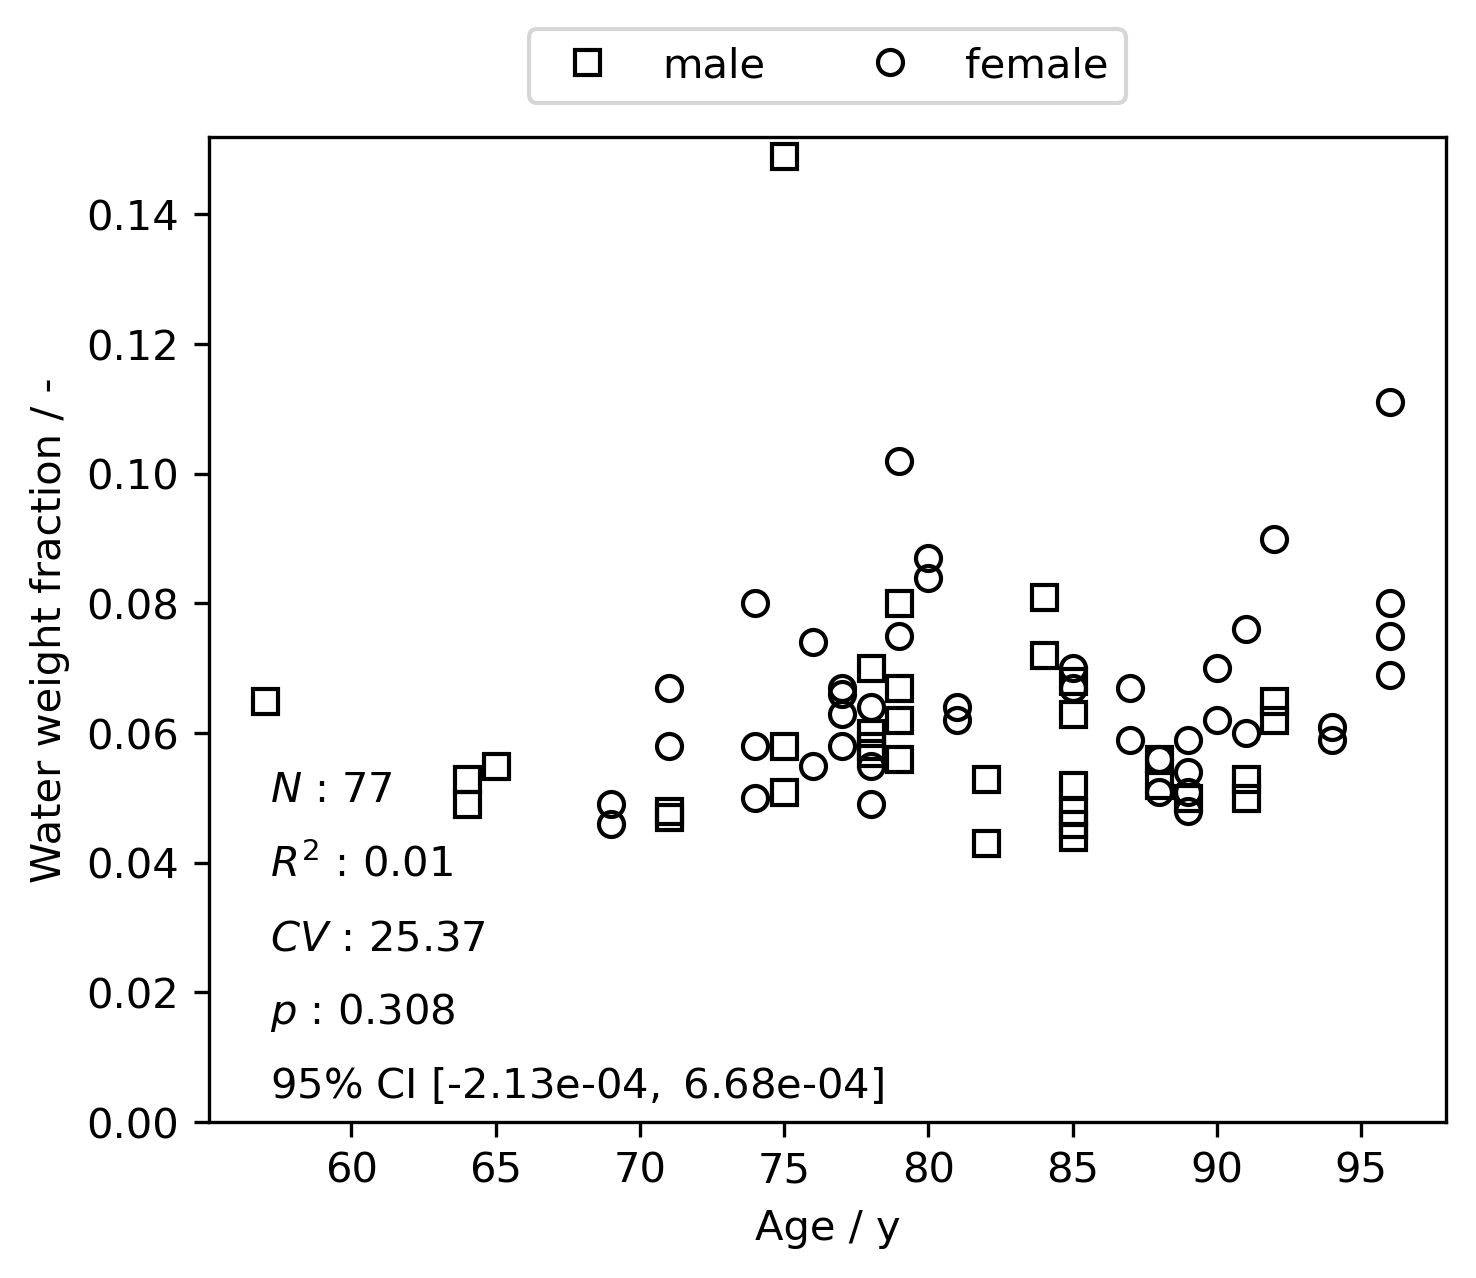 male female
0.14
0.12
0.10
0.08
0.06
0.04
0.02
0.00
Water weight fraction / -
N : 77
R² : 0.01
CV : 25.37
p : 0.308
95% CI [-2.13e-04, 6.68e-04]
60 65 70 75 80 85 90 95
Age / y